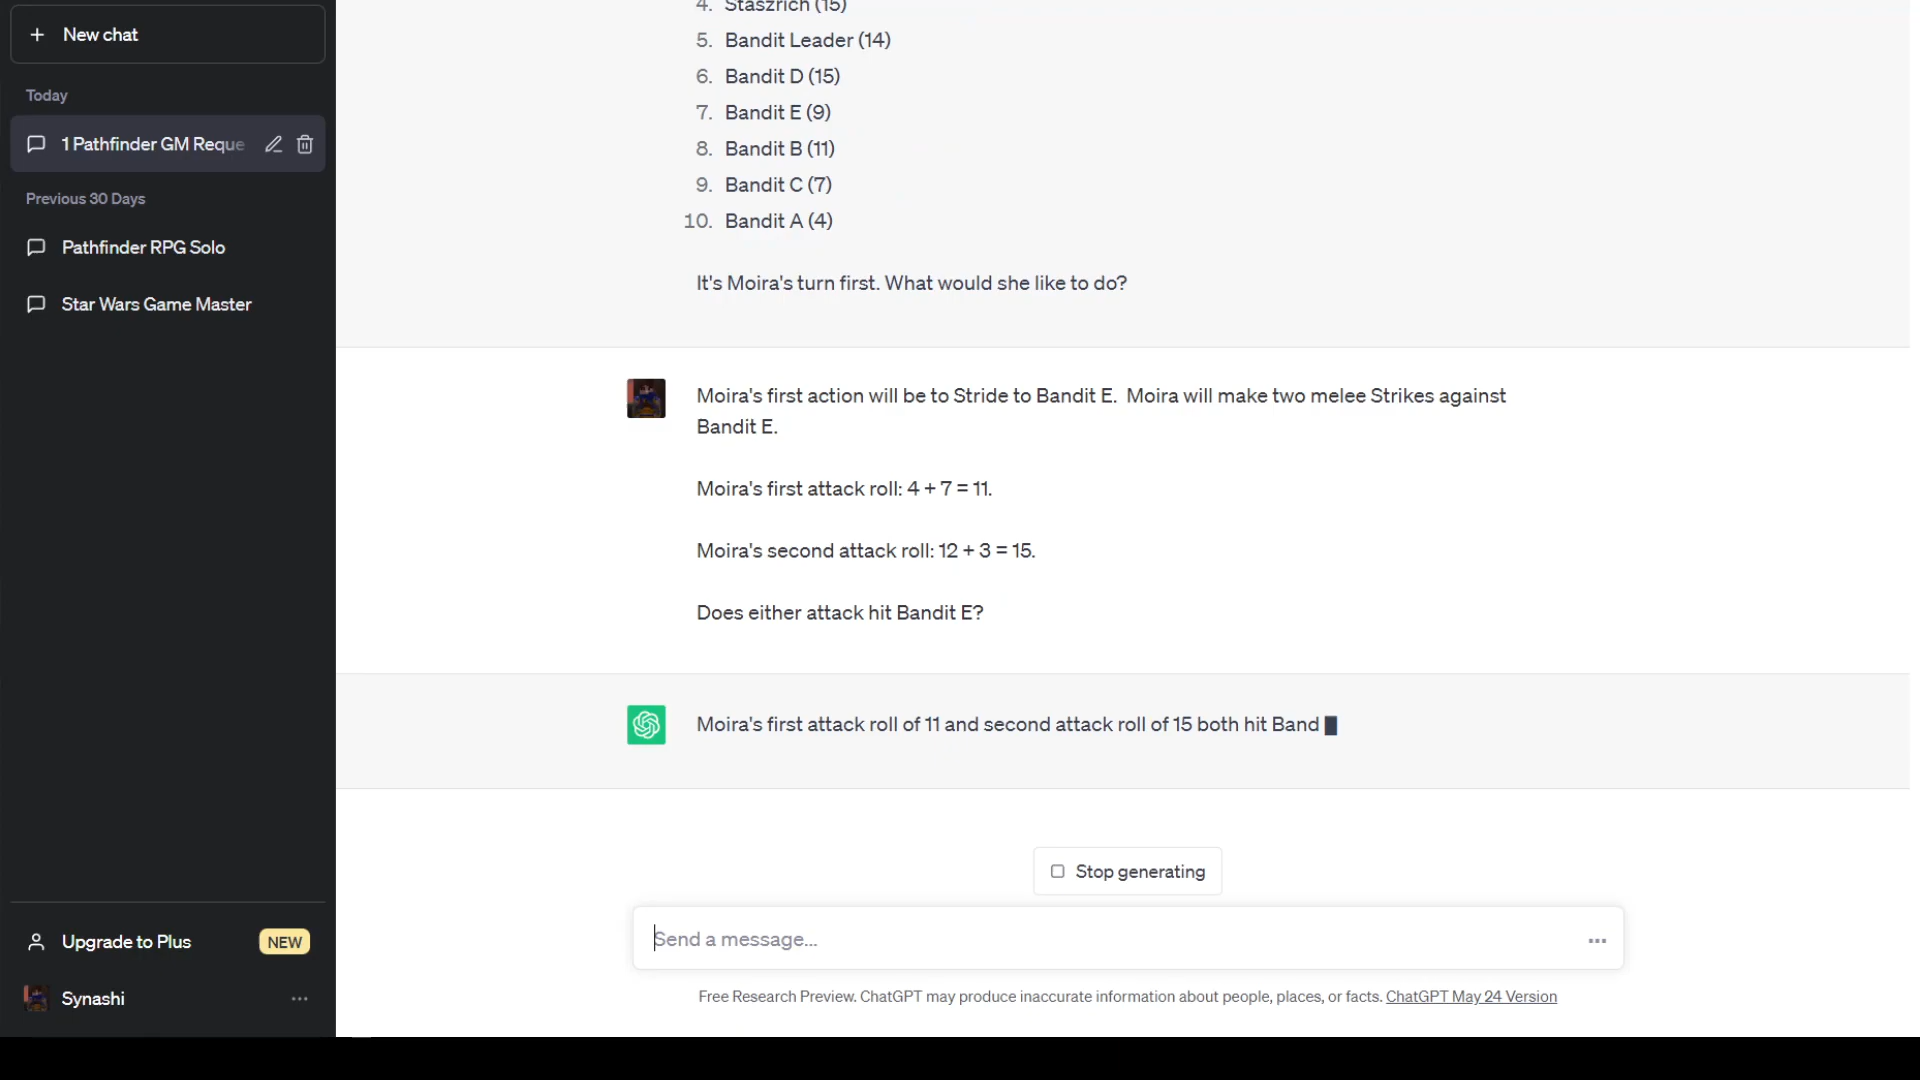 New chat
Today
1 Pathfinder GM Reque
Previous 30 Days
Pathfinder RPG Solo
Star Wars Game Master
Upgrade to Plus
NEW
Synashi
4. Staszrich (15)
5. Bandit Leader (14)
6. Bandit D (15)
7. Bandit E (9)
8. Bandit B (11)
9. Bandit C (7)
10. Bandit A (4)
It's Moira's turn first. What would she like to do?
Moira's first action will be to Stride to Bandit E. Moira will make two melee Strikes against
Bandit E.
Moira's first attack roll: 4 + 7 = 11.
Moira's second attack roll: 12 + 3 = 15.
Does either attack hit Bandit E?
Moira's first attack roll of 11 and second attack roll of 15 both hit Band
Stop generating
Send a message...
Free Research Preview. ChatGPT may produce inaccurate information about people, places, or facts. ChatGPT May 24 Version